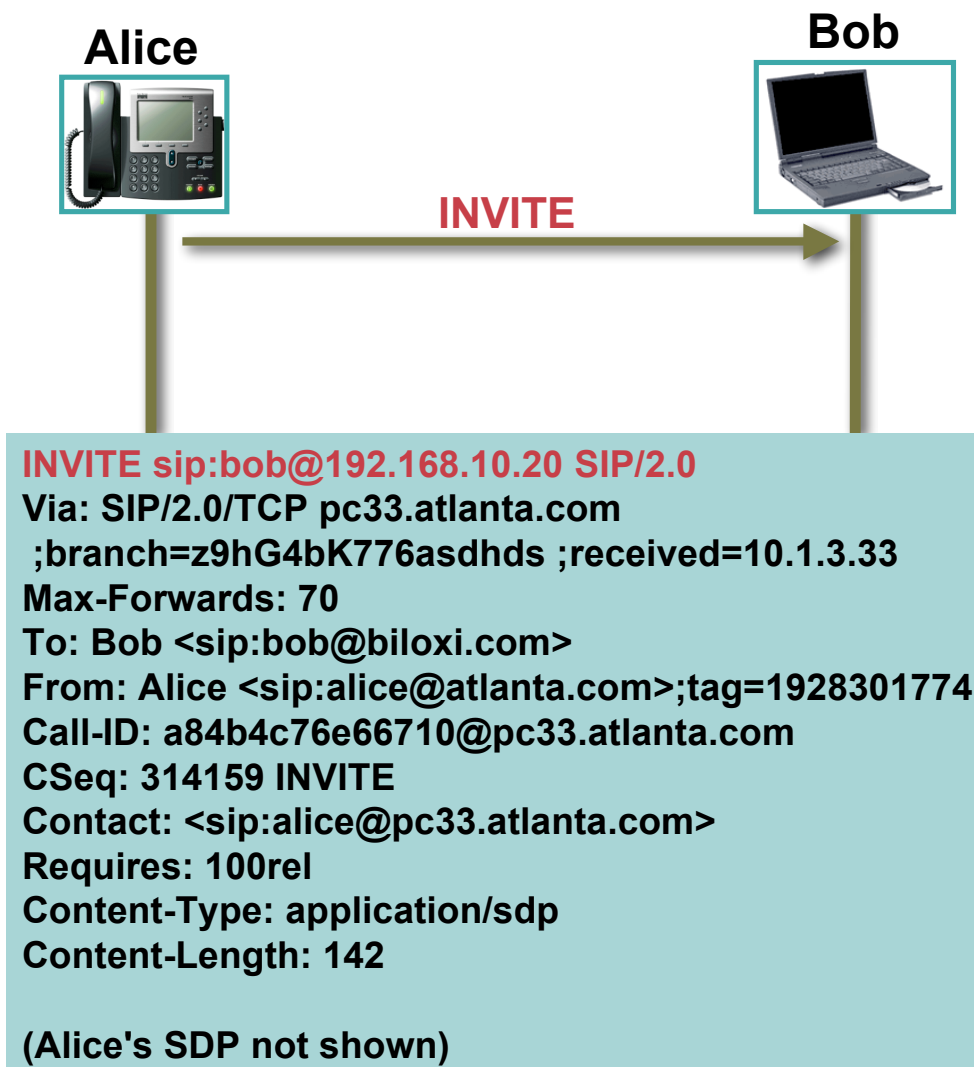 Alice
Bob
INVITE
INVITE sip:bob@192.168.10.20 SIP/2.0
Via: SIP/2.0/TCP pc33.atlanta.com
;branch=z9hG4bK776asdhds ;received=10.1.3.33
Max-Forwards: 70
To: Bob <sip:bob@biloxi.com>
From: Alice <sip:alice@atlanta.com>;tag=1928301774
Call-ID: a84b4c76e66710@pc33.atlanta.com
CSeq: 314159 INVITE
Contact: <sip:alice@pc33.atlanta.com>
Requires: 100rel
Content-Type: application/sdp
Content-Length: 142
(Alice's SDP not shown)